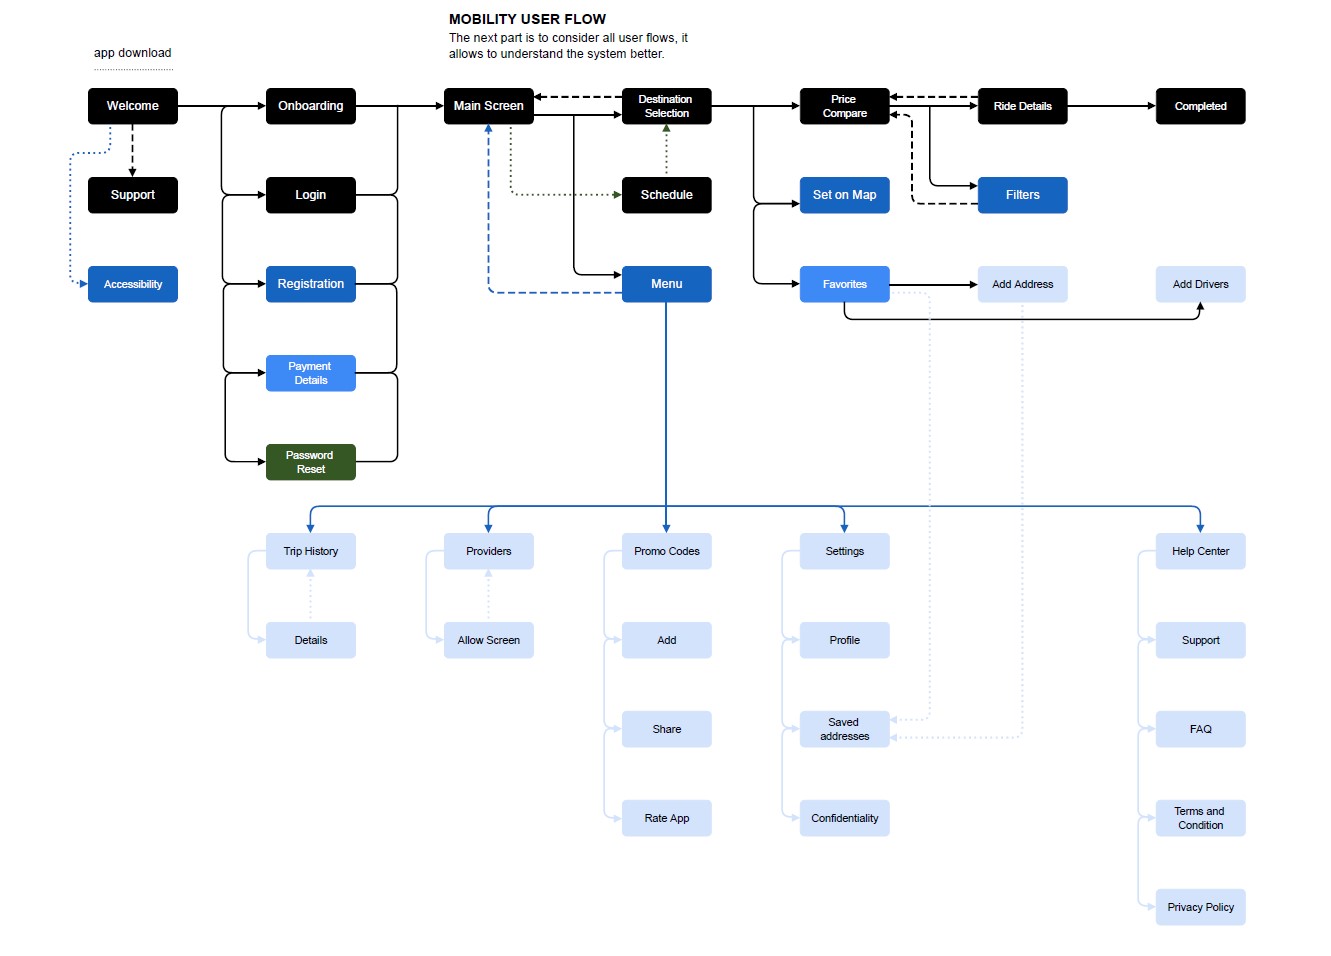 MOBILITY USER FLOW
The next part is to consider all user flows, it
allows to understand the system better.
app download
Welcome
Onboarding
Main Screen
Destination
Selection
Price
Compare
Ride Details
Completed
Support
Login
Schedule
Set on Map
Filters
Accessibility
Registration
Menu
Favorites
Add Address
Add Drivers
Payment
Details
Password
Reset
Trip History
Providers
Promo Codes
Settings
Help Center
Details
Allow Screen
Add
Profile
Support
Share
Saved
addresses
FAQ
Rate App
Confidentiality
Terms and
Condition
Privacy Policy